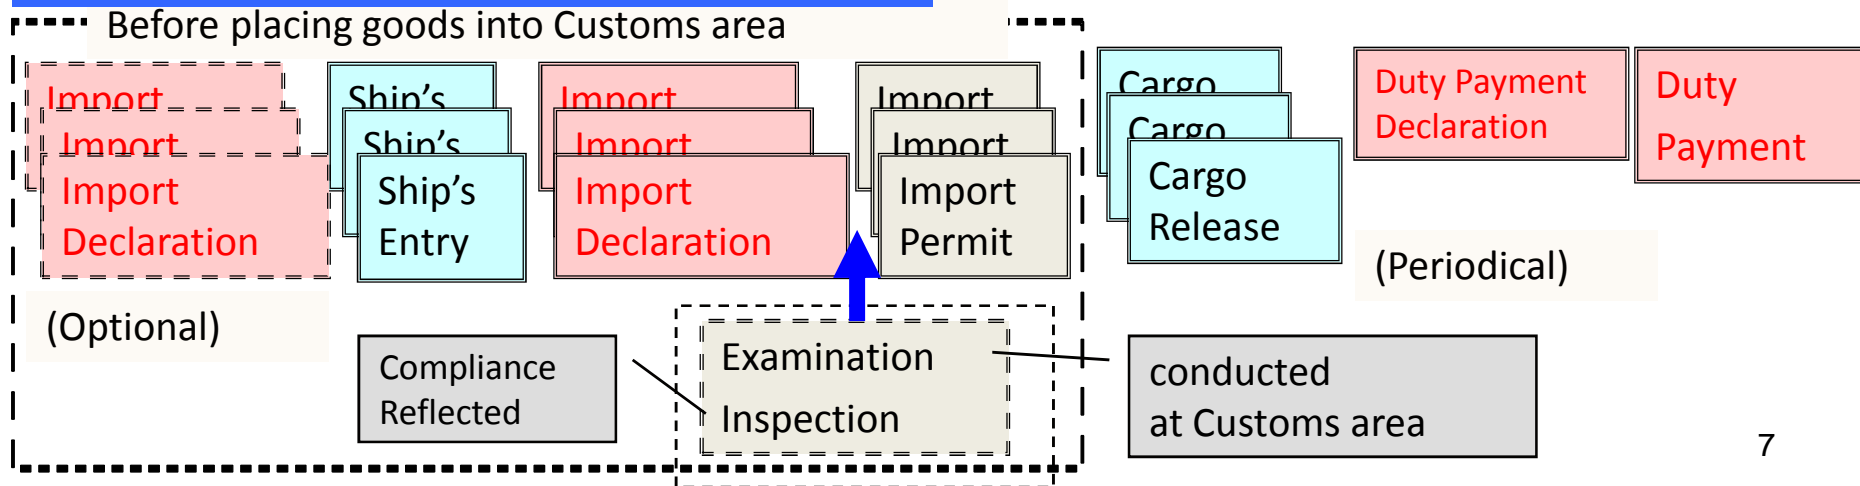 Before placing goods into Customs area
Import
Import
Import
Declaration
(Optional)
Ship's
Ship's
Ship's
Entry
Import
Import
Import
Declaration
Import
Import
Import
Permit
Cargo
Cargo
Cargo
Release
Duty Payment
Declaration
Duty
Payment
(Periodical)
Compliance
Reflected
Examination
Inspection
conducted
at Customs area
7